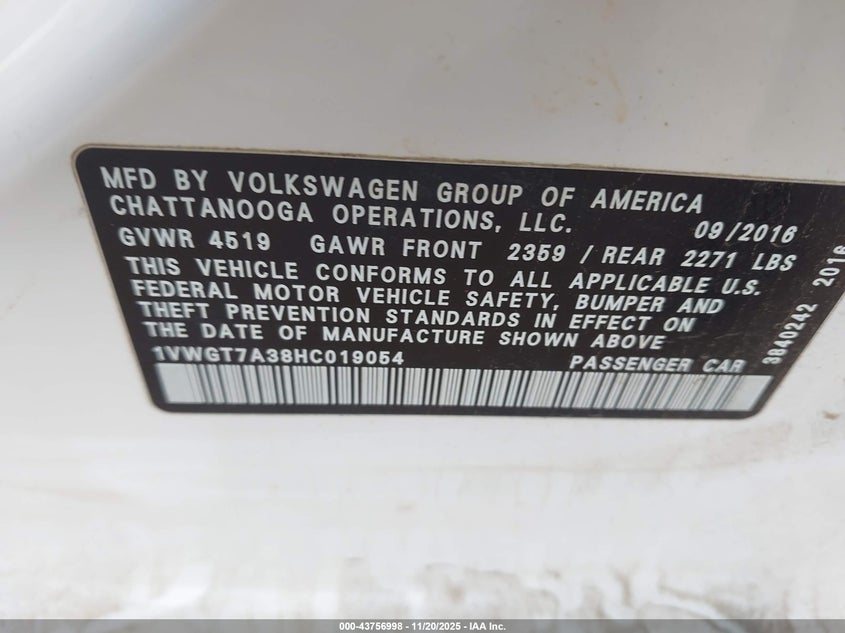 MFD BY VOLKSWAGEN GROUP OF AMERICA
CHATTANOOGA OPERATIONS, LLC. 09/2016
GVWR 4519 GAWR FRONT 2359 / REAR 2271 LBS
THIS VEHICLE CONFORMS TO ALL APPLICABLE U.S.
FEDERAL MOTOR VEHICLE SAFETY, BUMPER AND
THEFT PREVENTION STANDARDS IN EFFECT ON
THE DATE OF MANUFACTURE SHOWN ABOVE
1VWGT7A38HC019054 PASSENGER CAR
3840242 2016
000-43756998 - 11/20/2025 - IAA Inc.